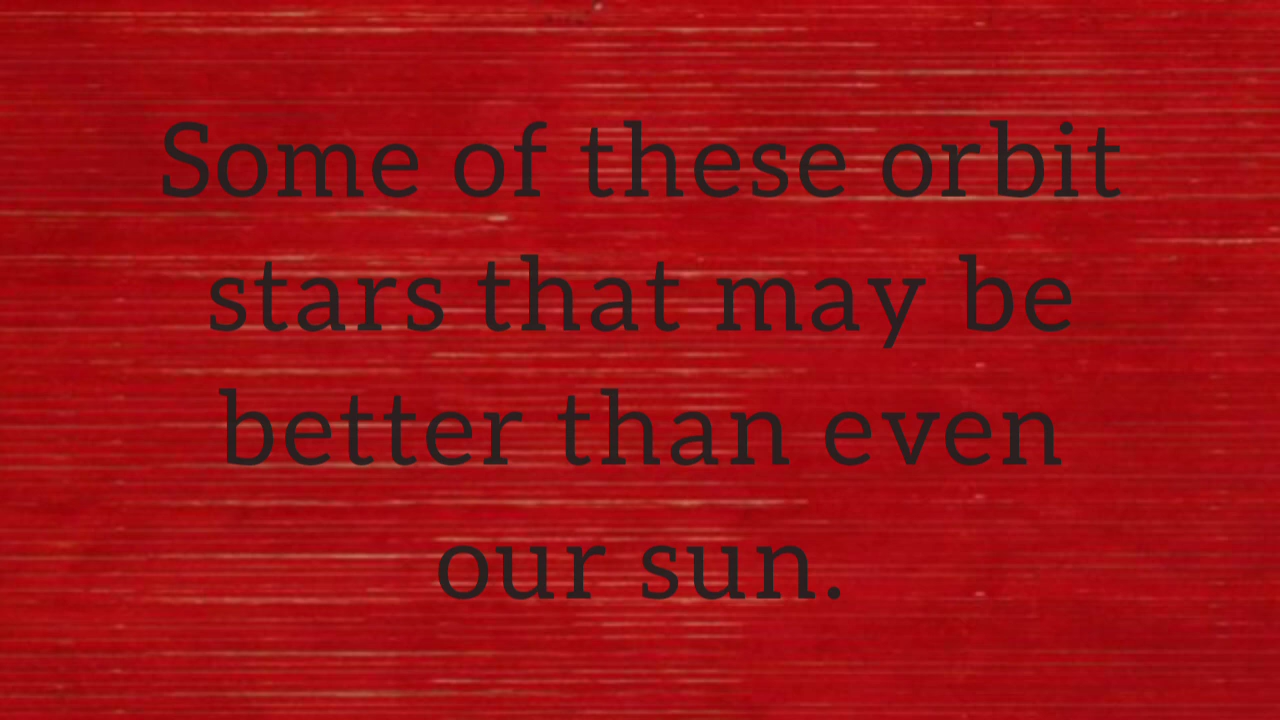 Some of these orbit
stars that may be
better than even
our sun.